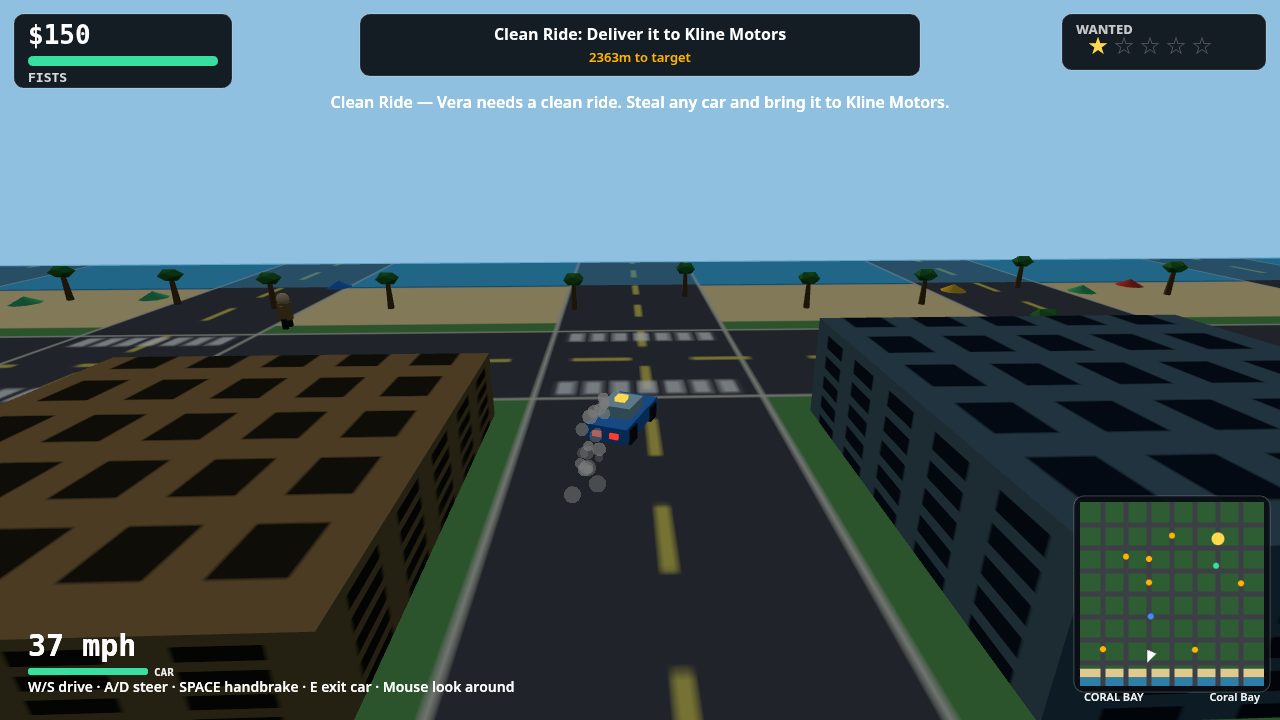 $150
FISTS
Clean Ride: Deliver it to Kline Motors
2363m to target
WANTED
Clean Ride — Vera needs a clean ride. Steal any car and bring it to Kline Motors.
37 mph
CAR
W/S drive · A/D steer · SPACE handbrake · E exit car · Mouse look around
CORAL BAY
Coral Bay